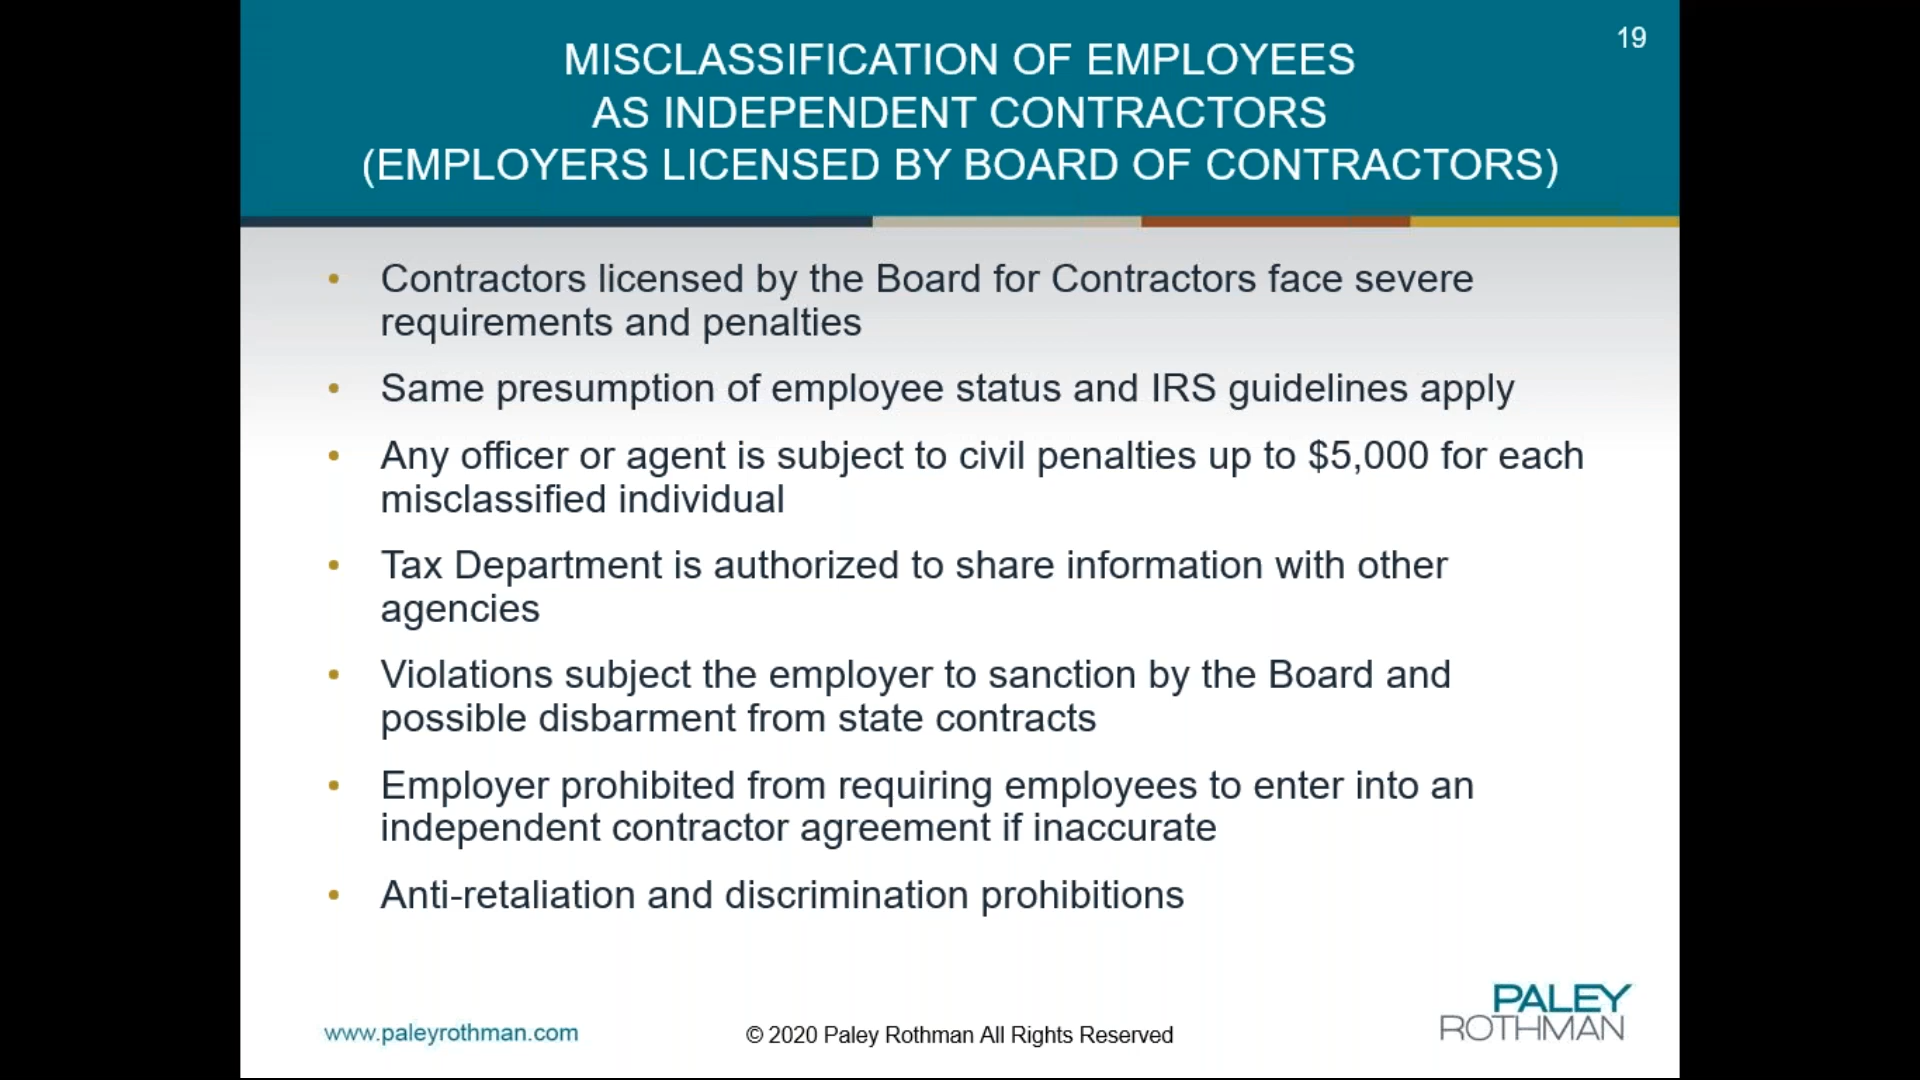 19
MISCLASSIFICATION OF EMPLOYEES
AS INDEPENDENT CONTRACTORS
(EMPLOYERS LICENSED BY BOARD OF CONTRACTORS)
• Contractors licensed by the Board for Contractors face severe
requirements and penalties
• Same presumption of employee status and IRS guidelines apply
• Any officer or agent is subject to civil penalties up to $5,000 for each
misclassified individual
• Tax Department is authorized to share information with other
agencies
• Violations subject the employer to sanction by the Board and
possible disbarment from state contracts
• Employer prohibited from requiring employees to enter into an
independent contractor agreement if inaccurate
• Anti-retaliation and discrimination prohibitions
www.paleyrothman.com
© 2020 Paley Rothman All Rights Reserved
PALEY
ROTHMAN